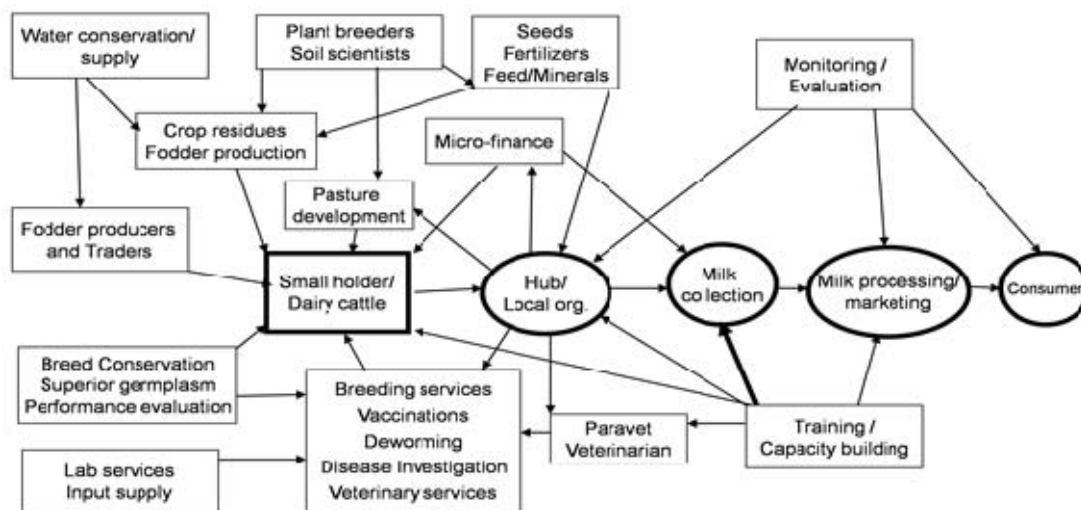 Water conservation/
supply
Plant breeders
Soil scientists
Seeds
Fertilizers
Feed/Minerals
Monitoring /
Evaluation
Crop residues
Fodder production
Micro-finance
Pasture
development
Fodder producers
and Traders
Small holder/
Dairy cattle
Hub/
Local org.
Milk
collection
Milk processing/
marketing
Consumer
Breed Conservation
Superior germplasm
Performance evaluation
Breeding services
Vaccinations
Deworming
Disease Investigation
Veterinary services
Paravet
Veterinarian
Training /
Capacity building
Lab services
Input supply